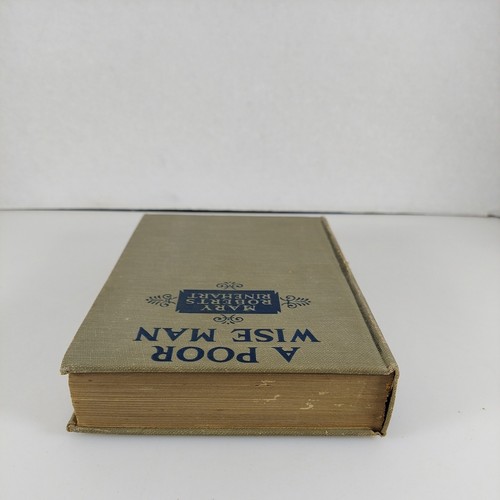 A POOR
WISE MAN
MARY
ROBERTS
RINEHART